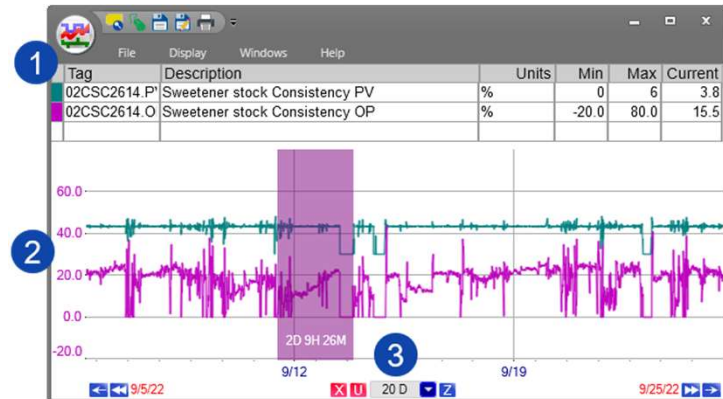 File Display Windows Help
1
Tag Description Units Min Max Current
02CSC2614.P' Sweetener stock Consistency PV % 0 6 3.8
02CSC2614.O Sweetener stock Consistency OP % -20.0 80.0 15.5
60.0
40.0
2
20.0
0.0
2D 9H 26M
-20.0
3
9/12 9/19
9/5/22 X U 20 D Z 9/25/22